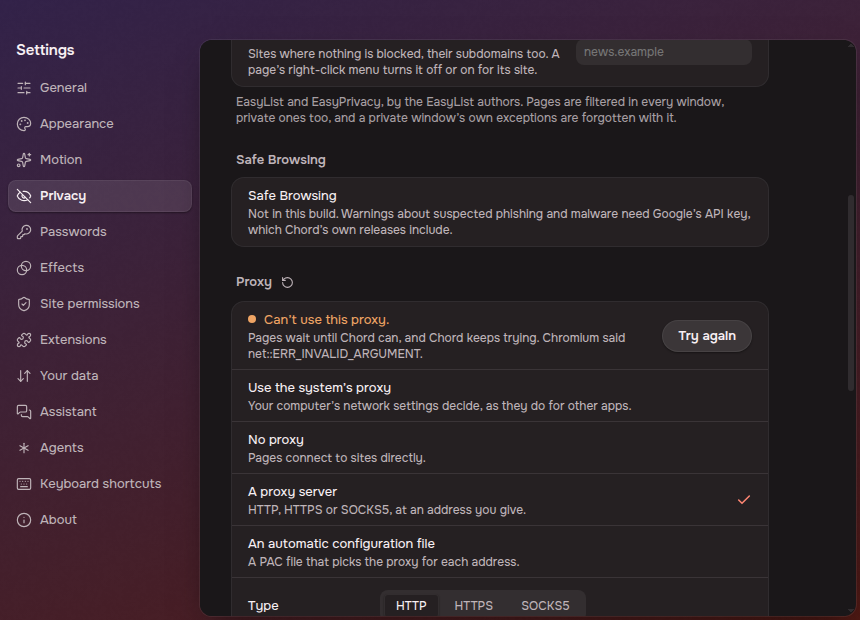 Settings
General
Appearance
Motion
Privacy
Passwords
Effects
Site permissions
Extensions
Your data
Assistant
Agents
Keyboard shortcuts
About
Sites where nothing is blocked, their subdomains too. A
page's right-click menu turns it off or on for its site.
news.example
EasyList and EasyPrivacy, by the EasyList authors. Pages are filtered in every window,
private ones too, and a private window's own exceptions are forgotten with it.
Safe Browsing
Safe Browsing
Not in this build. Warnings about suspected phishing and malware need Google's API key,
which Chord's own releases include.
Proxy
Can't use this proxy.
Pages wait until Chord can, and Chord keeps trying. Chromium said
net::ERR_INVALID_ARGUMENT.
Try again
Use the system's proxy
Your computer's network settings decide, as they do for other apps.
No proxy
Pages connect to sites directly.
A proxy server
HTTP, HTTPS or SOCKS5, at an address you give.
An automatic configuration file
A PAC file that picks the proxy for each address.
Type
HTTP
HTTPS
SOCKS5